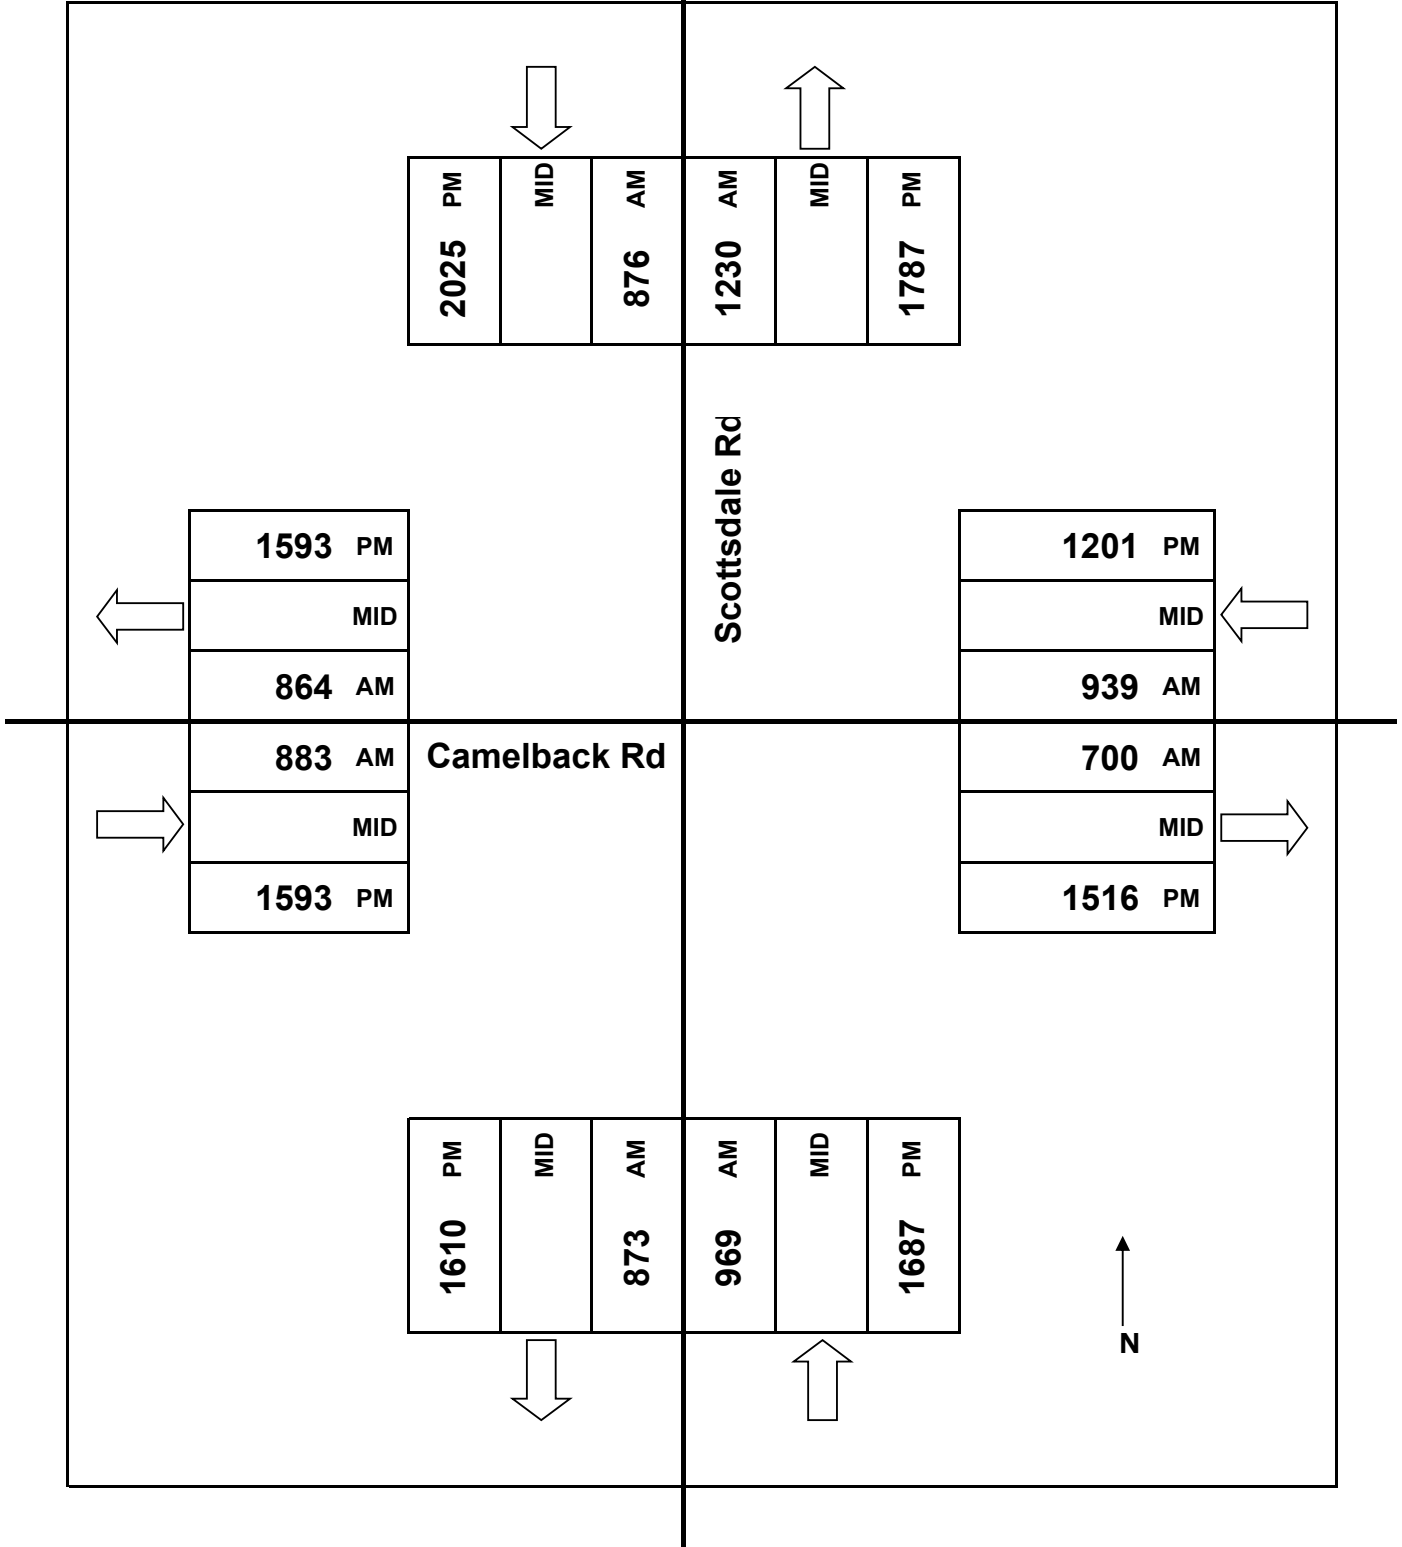 PM MID AM AM MID PM
2025 876 1230 1787
Scottsdale Rd
1593 PM
MID
864 AM
883 AM
MID
1593 PM
Camelback Rd
1201 PM
MID
939 AM
700 AM
MID
1516 PM
PM MID AM AM MID PM
1610 873 969 1687
N